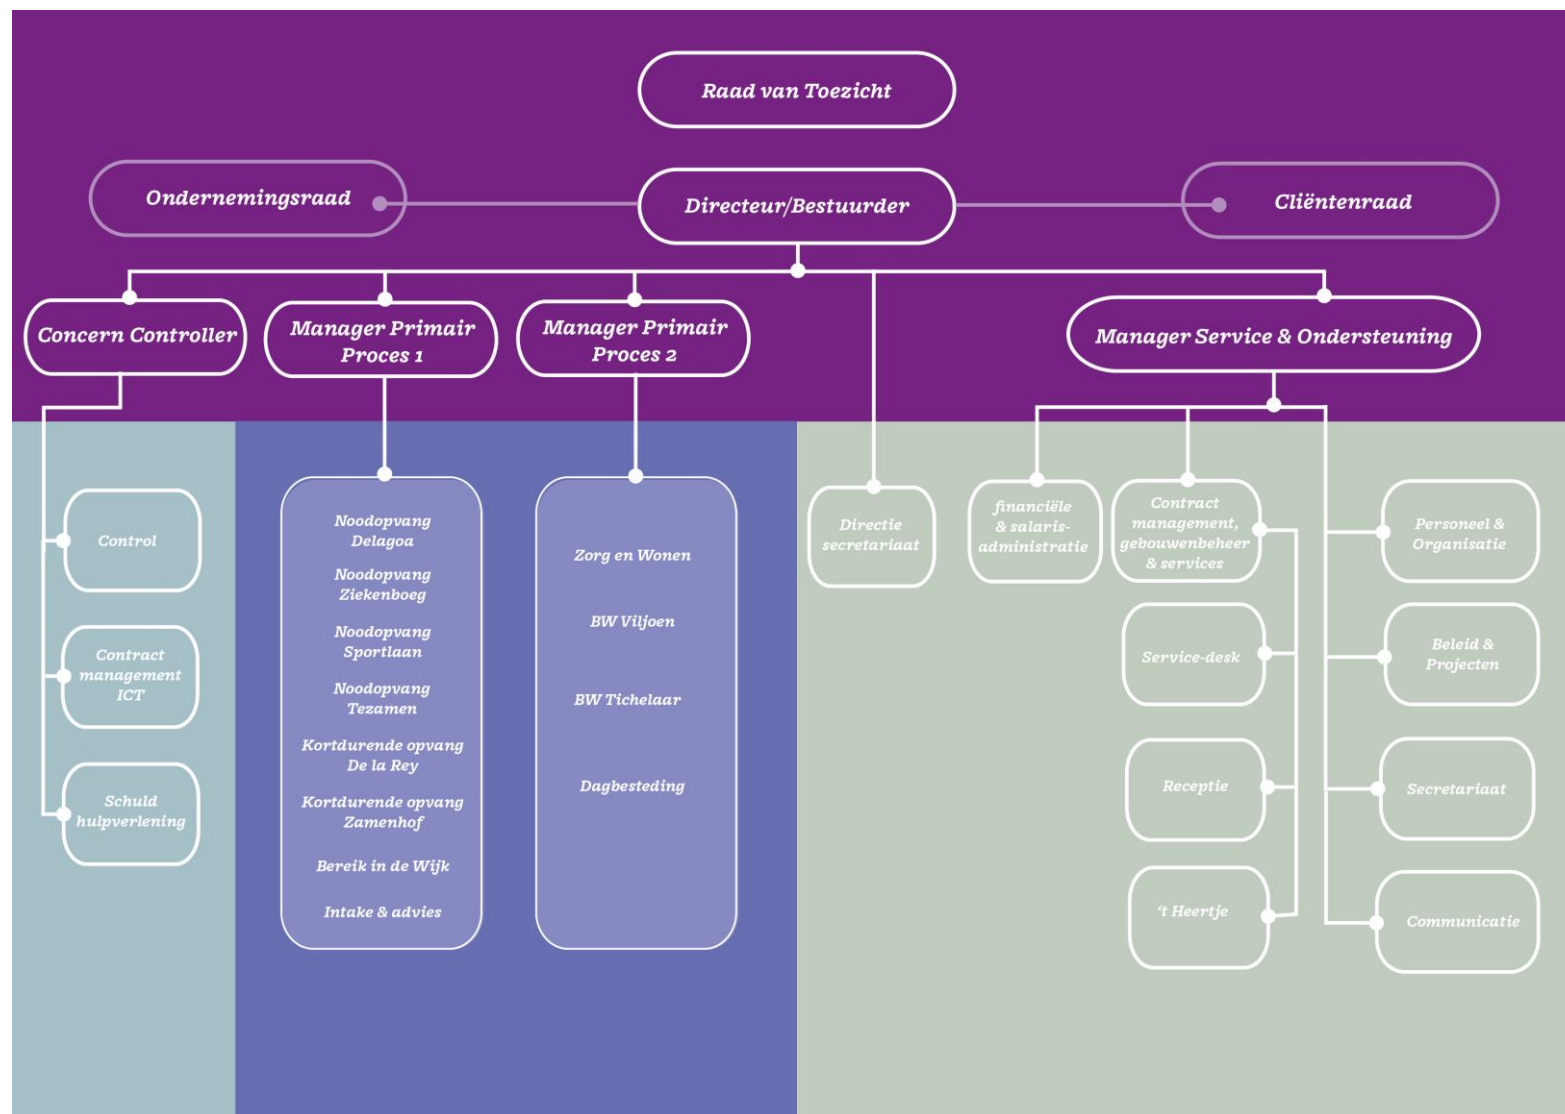 Raad van Toezicht
Ondernemingsraad
Directeur/Bestuurder
Cliëntenraad
Concern Controller
Manager Primair
Proces 1
Manager Primair
Proces 2
Manager Service & Ondersteuning
Control
Contract
management
ICT
Schuld
hulpverlening
Noodopvang
Delagoa
Noodopvang
Ziekenboeg
Noodopvang
Sportlaan
Noodopvang
Tezamen
Kortdurende opvang
De la Rey
Kortdurende opvang
Zamenhof
Bereik in de Wijk
Intake & advies
Zorg en Wonen
BW Viljoen
BW Tichelaar
Dagbesteding
Directie
secretariaat
financiële
& salaris-
administratie
Contract
management,
gebouwenbeheer
& services
Service-desk
Receptie
‘t Heertje
Personeel &
Organisatie
Beleid &
Projecten
Secretariaat
Communicatie